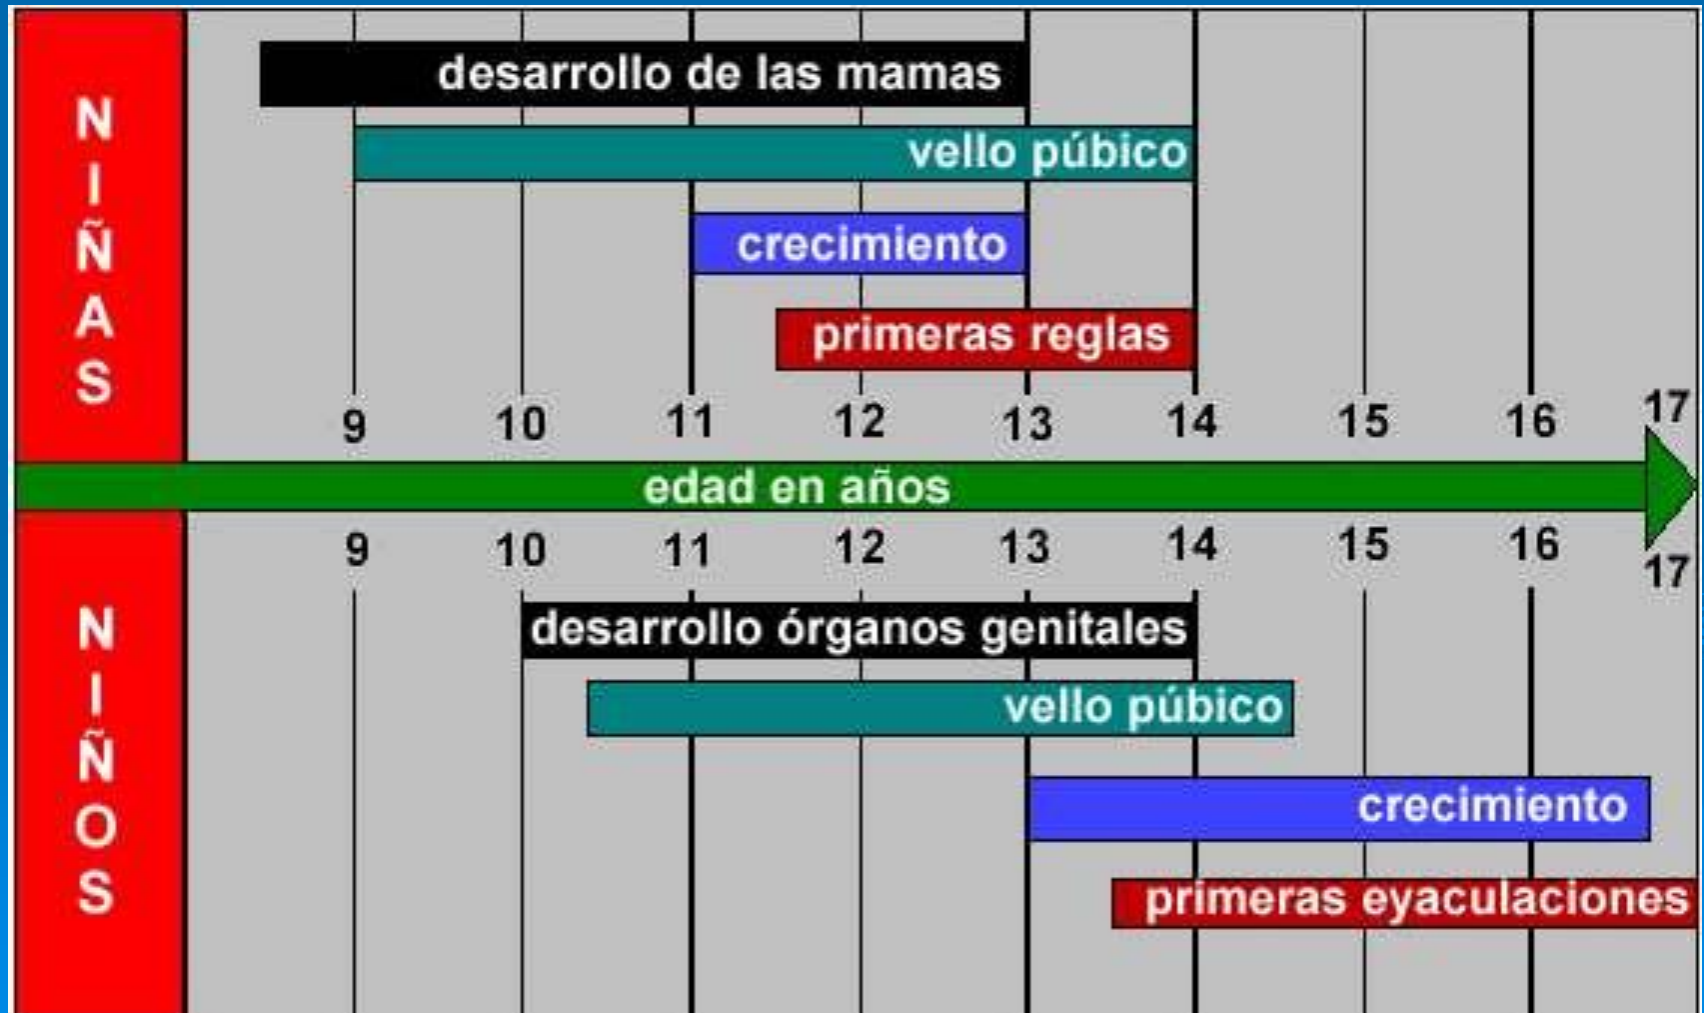 NIÑAS
desarrollo de las mamas
vello púbico
crecimiento
primeras reglas
9 10 11 12 13 14 15 16 17
edad en años
9 10 11 12 13 14 15 16 17
NIÑOS
desarrollo órganos genitales
vello púbico
crecimiento
primeras eyaculaciones